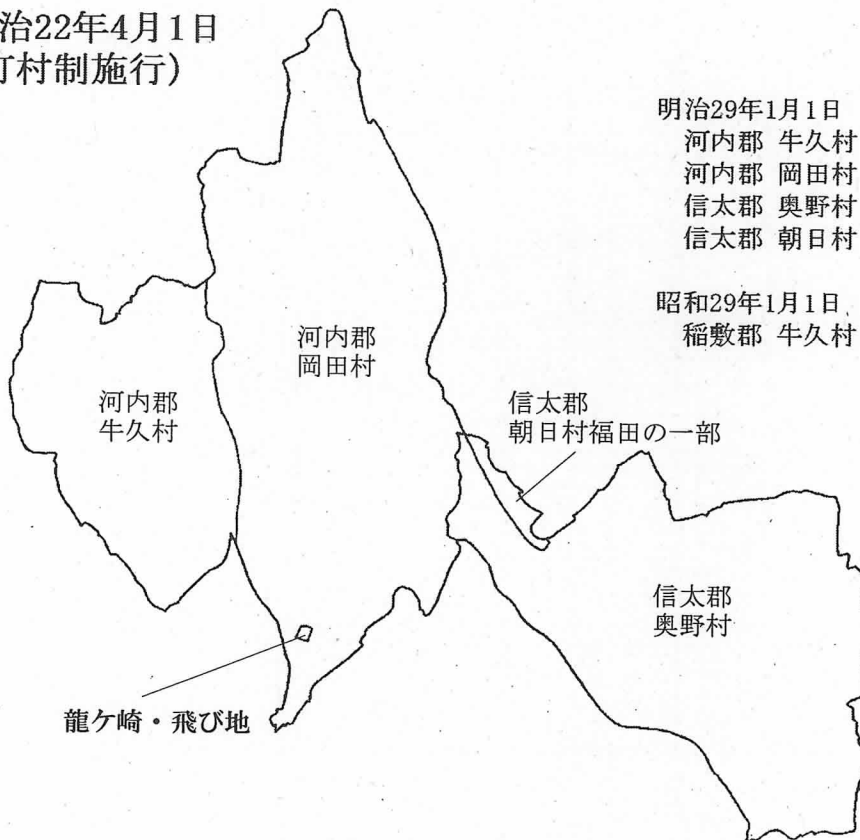 治22年4月1日
町村制施行)
明治29年1月1日
河内郡 牛久村
河内郡 岡田村
信太郡 奥野村
信太郡 朝日村
昭和29年1月1日
稲敷郡 牛久村
河内郡
岡田村
河内郡
牛久村
信太郡
朝日村福田の一部
信太郡
奥野村
龍ケ崎・飛び地